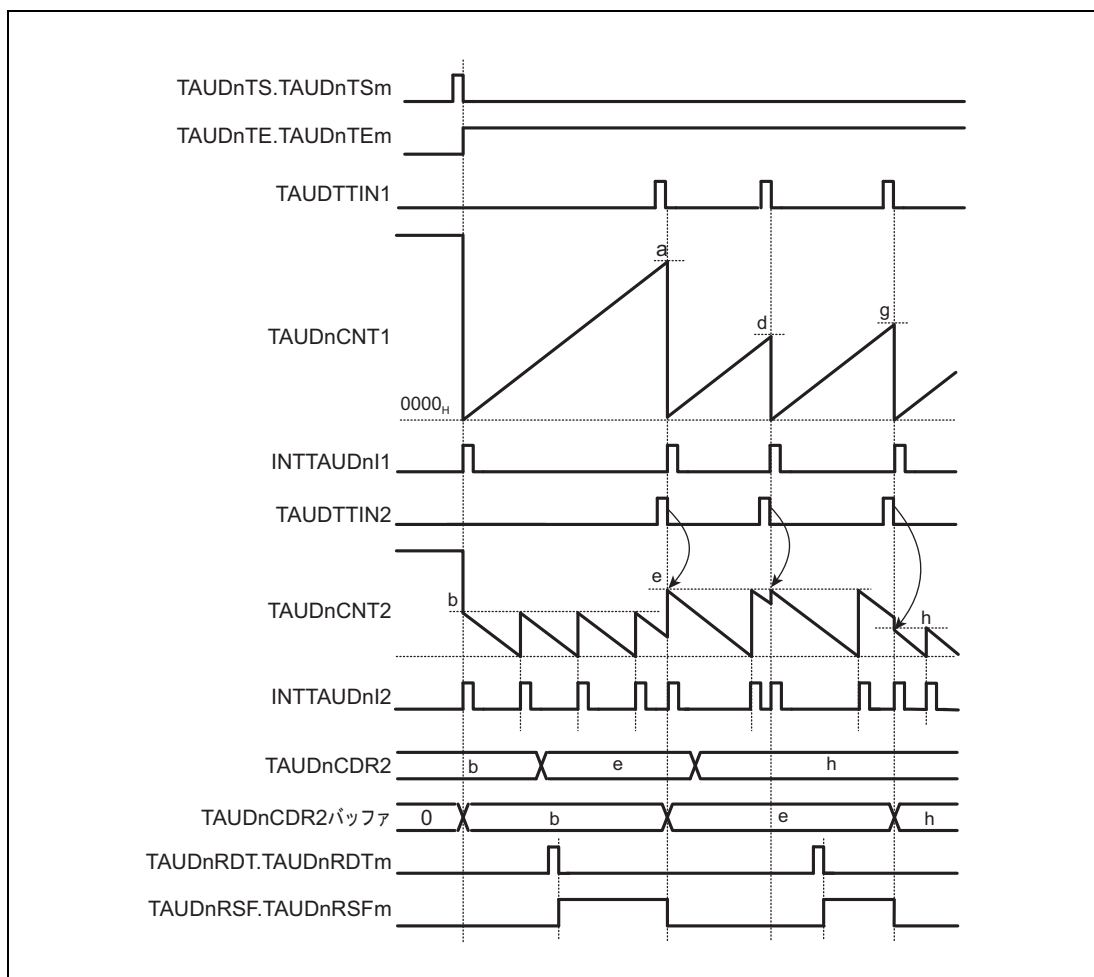 TAUDnTS.TAUDnTSm
TAUDnTE.TAUDnTEm
TAUDTTIN1
a
d
g
TAUDnCNT1
0000H
INTTAUDnI1
TAUDTTIN2
e
b
h
TAUDnCNT2
INTTAUDnI2
TAUDnCDR2
b
e
h
TAUDnCDR2バッファ
0
b
e
h
TAUDnRDT.TAUDnRDTm
TAUDnRSF.TAUDnRSFm